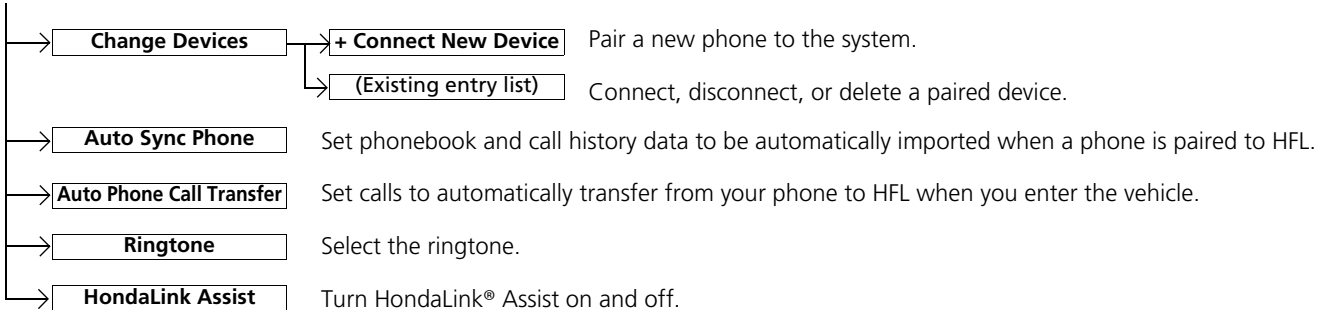 Change Devices + Connect New Device Pair a new phone to the system.
(Existing entry list) Connect, disconnect, or delete a paired device.
Auto Sync Phone Set phonebook and call history data to be automatically imported when a phone is paired to HFL.
Auto Phone Call Transfer Set calls to automatically transfer from your phone to HFL when you enter the vehicle.
Ringtone Select the ringtone.
HondaLink Assist Turn HondaLink® Assist on and off.